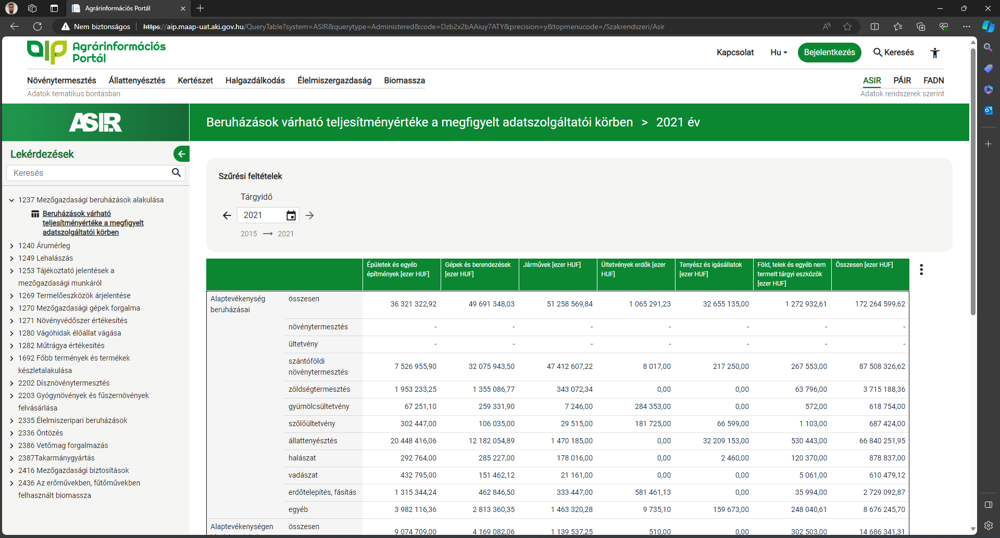 Agrárinformációs Portál
Nem biztonságos
https://aip.maap-uat.aki.gov.hu/QueryTable?system=ASIR&querytype=Administered&code=Dzb2x2bAAiuy7ATY&precision=y&topmenucode=/Szakrendszeri/Asir
aip Agrárinformációs
Portál
Kapcsolat
Hu
Bejelentkezés
Keresés
Növénytermesztés
Állattenyésztés
Kertészet
Halgazdálkodás
Élelmiszergazdaság
Biomassza
ASIR
PÁIR
FADN
Adatok tematikus bontásban
Adatok rendszerek szerint
ASIR
Beruházások várható teljesítményértéke a megfigyelt adatszolgáltatói körben > 2021 év
Lekérdezések
Keresés
1237 Mezőgazdasági beruházások alakulása
Beruházások várható
teljesítményértéke a megfigyelt
adatszolgáltatói körben
1240 Árumérleg
1249 Lehalászás
1253 Tájékoztató jelentések a
mezőgazdasági munkáról
1269 Termelőeszközök árjelentése
1270 Mezőgazdasági gépek forgalma
1271 Növényvédőszer értékesítés
1280 Vágóhidak élőállat vágása
1282 Műtrágya értékesítés
1692 Főbb termények és termékek
készletalakulása
2202 Dísznövénytermesztés
2203 Gyógynövények és fűszernövények
felvásárlása
2335 Élelmiszeripari beruházások
2336 Öntözés
2386 Vetőmag forgalmazás
2387Takarmánygyártás
2416 Mezőgazdasági biztosítások
2436 Az erőművekben, fűtőművekben
felhasznált biomassza
Szűrési feltételek
Tárgyidő
2021
2015 → 2021
Épületek és egyéb
építmények [ezer HUF]
Gépek és berendezések
[ezer HUF]
Járművek [ezer HUF]
Ültetvények erdők [ezer
HUF]
Tenyész és igásállatok
[ezer HUF]
Föld, telek és egyéb nem
termelt tárgyi eszközök
[ezer HUF]
Összesen [ezer HUF]
Alaptevékenység
beruházásai
összesen 36 321 322,92 49 691 348,03 51 258 569,84 1 065 291,23 32 655 135,00 1 272 932,61 172 264 599,62
növénytermesztés - - - - - - -
ültetvény - - - - - - -
szántóföldi
növénytermesztés 7 526 955,90 32 075 943,50 47 412 607,22 8 017,00 217 250,00 267 553,00 87 508 326,62
zöldségtermesztés 1 953 233,25 1 355 086,77 343 072,34 0,00 0,00 63 796,00 3 715 188,36
gyümölcsültetvény 67 251,10 259 331,90 7 246,00 284 353,00 0,00 572,00 618 754,00
szőlőültetvény 302 447,00 106 035,00 29 515,00 181 725,00 66 599,00 1 103,00 687 424,00
állattenyésztés 20 448 416,06 12 182 054,89 1 470 185,00 0,00 32 209 153,00 530 443,00 66 840 251,95
halászat 292 764,00 285 227,00 178 016,00 0,00 2 460,00 120 370,00 878 837,00
vadászat 432 795,00 151 462,12 21 161,00 0,00 0,00 5 061,00 610 479,12
erdőtelepítés, fásítás 1 315 344,24 462 846,50 333 447,00 581 461,13 0,00 35 994,00 2 729 092,87
egyéb 3 982 116,36 2 813 360,35 1 463 320,28 9 735,10 159 673,00 248 040,61 8 676 245,70
Alaptevékenységen
összesen 9 074 709,00 4 169 082,06 1 139 537,25 510,00 0,00 302 503,00 14 686 341,31